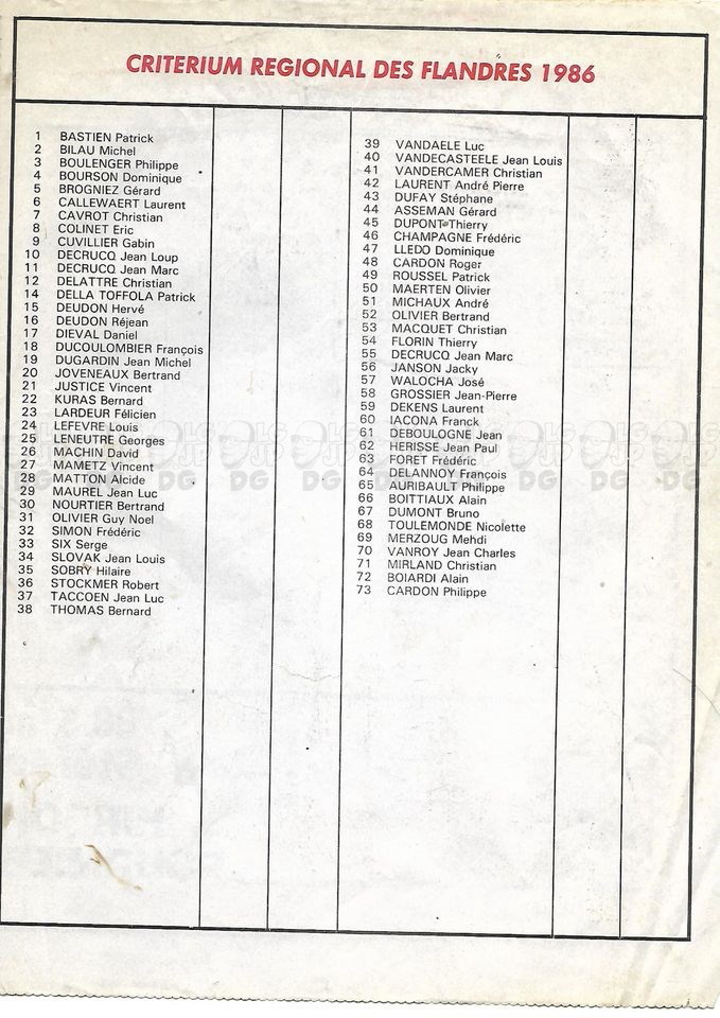 CRITERIUM REGIONAL DES FLANDRES 1986
1 BASTIEN Patrick
2 BILAU Michel
3 BOULENGER Philippe
4 BOURSON Dominique
5 BROGNIEZ Gérard
6 CALLEWAERT Laurent
7 CAVROT Christian
8 COLINET Eric
9 CUVILLIER Gabin
10 DECRUCQ Jean Loup
11 DECRUCQ Jean Marc
12 DELATTRE Christian
14 DELLA TOFFOLA Patrick
15 DEUDON Hervé
16 DEUDON Réjean
17 DIEVAL Daniel
18 DUCOULOMBIER François
19 DUGARDIN Jean Michel
20 JOVENEAUX Bertrand
21 JUSTICE Vincent
22 KURAS Bernard
23 LARDEUR Félicien
24 LEFEVRE Louis
25 LENEUTRE Georges
26 MACHIN David
27 MAMETZ Vincent
28 MATTON Alcide
29 MAUREL Jean Luc
30 NOURTIER Bertrand
31 OLIVIER Guy Noel
32 SIMON Frédéric
33 SIX Serge
34 SLOVAK Jean Louis
35 SOBRY Hilaire
36 STOCKMER Robert
37 TACCOEN Jean Luc
38 THOMAS Bernard
39 VANDAELE Luc
40 VANDECASTEELE Jean Louis
41 VANDERCAMER Christian
42 LAURENT André Pierre
43 DUFAY Stéphane
44 ASSEMAN Gérard
45 DUPONT Thierry
46 CHAMPAGNE Frédéric
47 LLEDO Dominique
48 CARDON Roger
49 ROUSSEL Patrick
50 MAERTEN Olivier
51 MICHAUX André
52 OLIVIER Bertrand
53 MACQUET Christian
54 FLORIN Thierry
55 DECRUCQ Jean Marc
56 JANSON Jacky
57 WALOCHA José
58 GROSSIER Jean-Pierre
59 DEKENS Laurent
60 IACONA Franck
61 DEBOULOGNE Jean
62 HERISSE Jean Paul
63 FORET Frédéric
64 DELANNOY François
65 AURIBAULT Philippe
66 BOITTIAUX Alain
67 DUMONT Bruno
68 TOULEMONDE Nicolette
69 MERZOUG Mehdi
70 VANROY Jean Charles
71 MIRLAND Christian
72 BOIARDI Alain
73 CARDON Philippe
DG DG DG DG DG DG DG DG